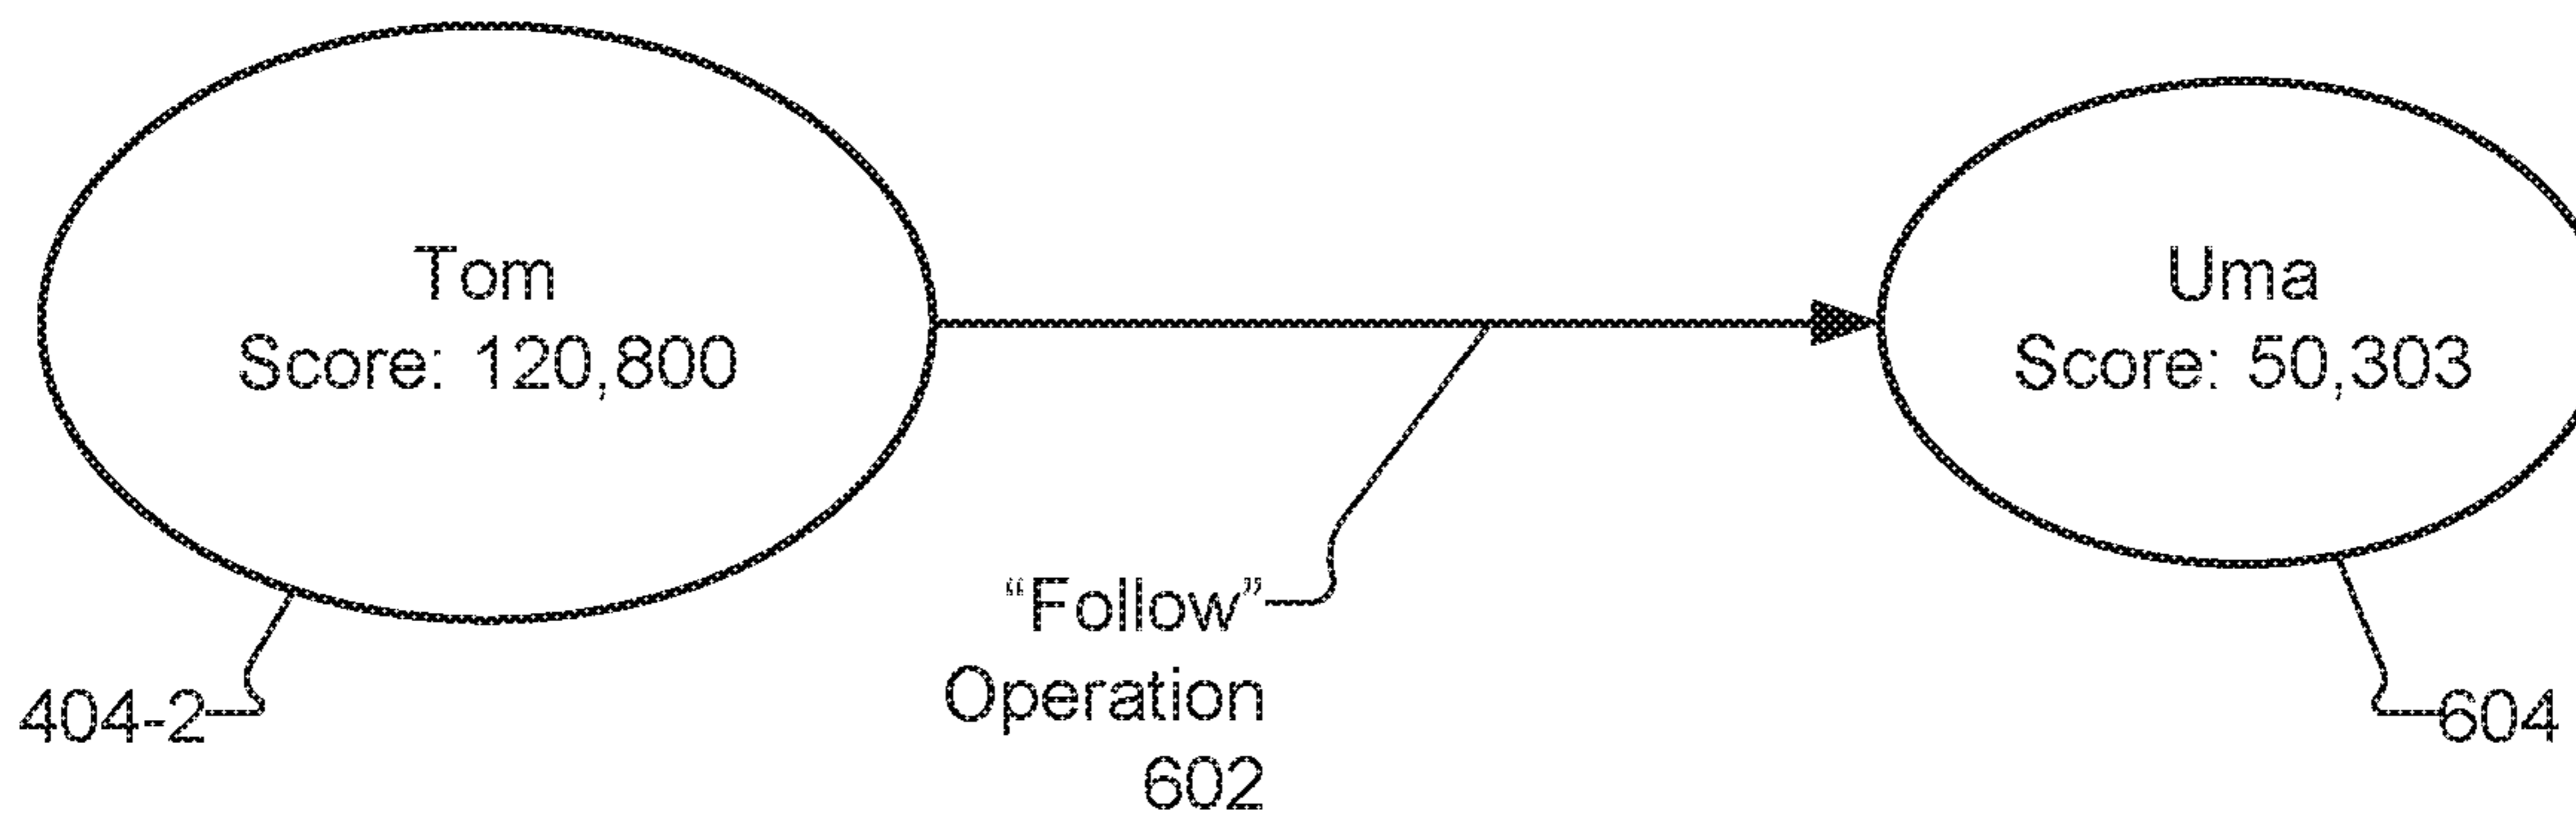 Tom
Score: 120,800
Uma
Score: 50,303
“Follow”
Operation
602
404-2
604